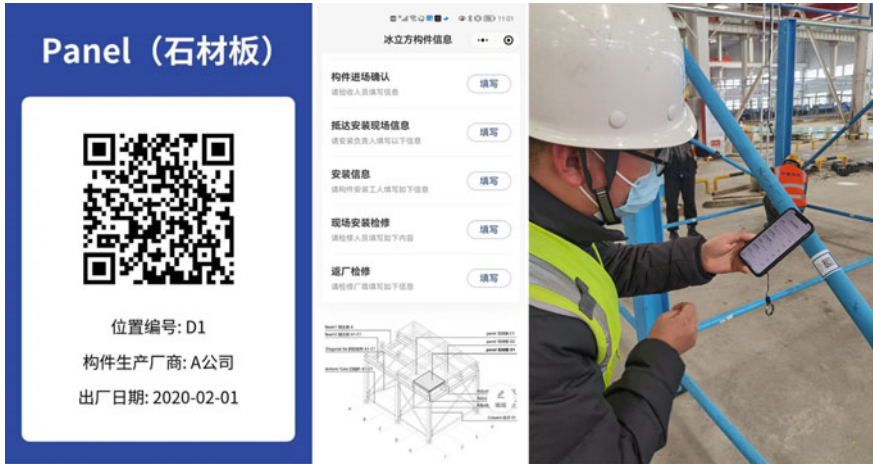 Panel（石材板）
位置编号: D1
构件生产厂商: A公司
出厂日期: 2020-02-01
11:01
冰立方构件信息
构件进场确认
请验收人员填写信息
填写
抵达安装现场信息
请安装负责人填写以下信息
填写
安装信息
请构件安装工人填写如下信息
填写
现场安装检修
请检修人员填写如下内容
填写
返厂检修
请检修厂商填写如下信息
填写
编辑